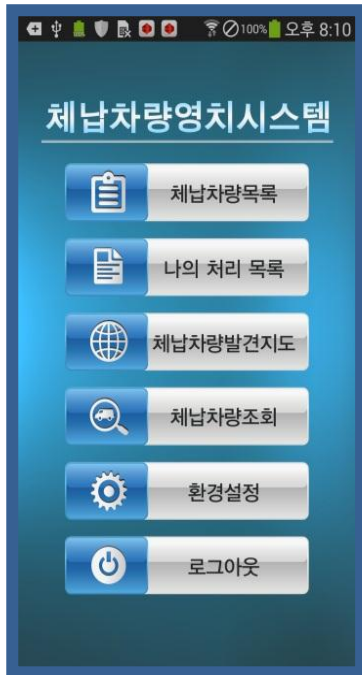 100% 오후 8:10
체납차량영치시스템
체납차량목록
나의 처리 목록
체납차량발견지도
체납차량조회
환경설정
로그아웃